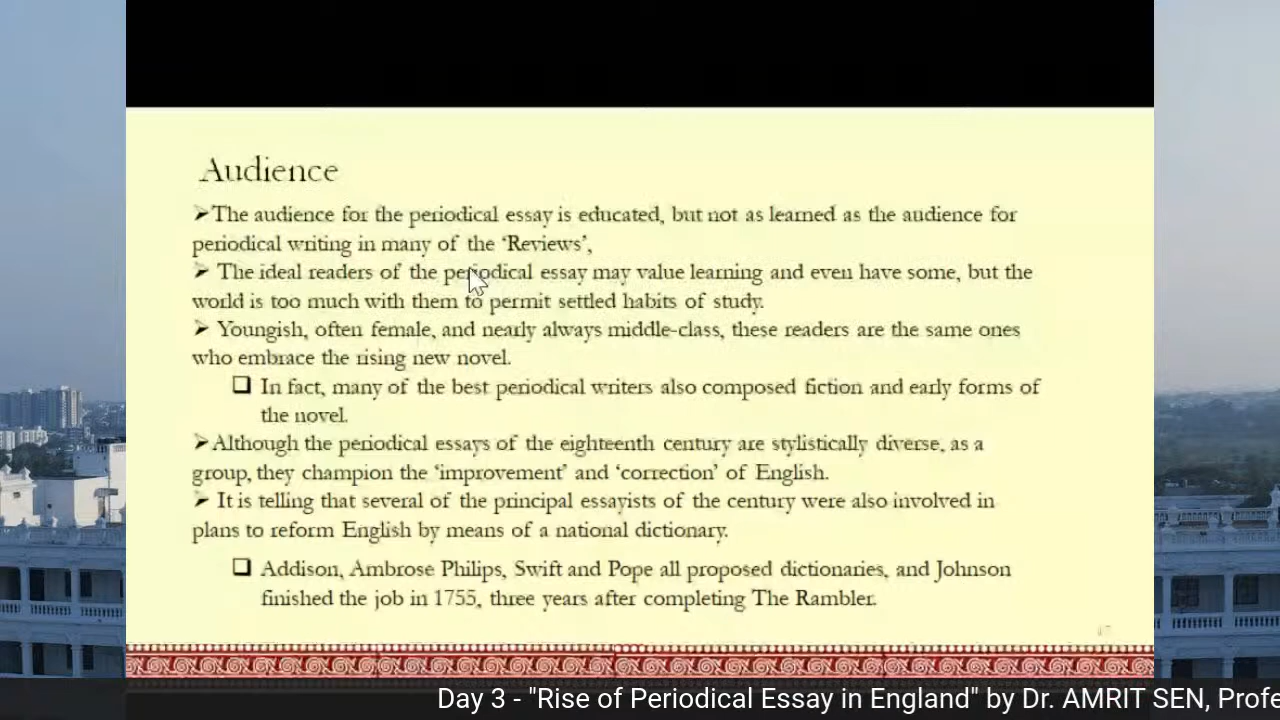 Audience
➢The audience for the periodical essay is educated, but not as learned as the audience for
periodical writing in many of the ‘Reviews’,
➢ The ideal readers of the periodical essay may value learning and even have some, but the
world is too much with them to permit settled habits of study.
➢ Youngish, often female, and nearly always middle-class, these readers are the same ones
who embrace the rising new novel.
❑ In fact, many of the best periodical writers also composed fiction and early forms of
the novel.
➢Although the periodical essays of the eighteenth century are stylistically diverse, as a
group, they champion the ‘improvement’ and ‘correction’ of English.
➢ It is telling that several of the principal essayists of the century were also involved in
plans to reform English by means of a national dictionary.
❑ Addison, Ambrose Philips, Swift and Pope all proposed dictionaries, and Johnson
finished the job in 1755, three years after completing The Rambler.
Day 3 - "Rise of Periodical Essay in England" by Dr. AMRIT SEN, Profe